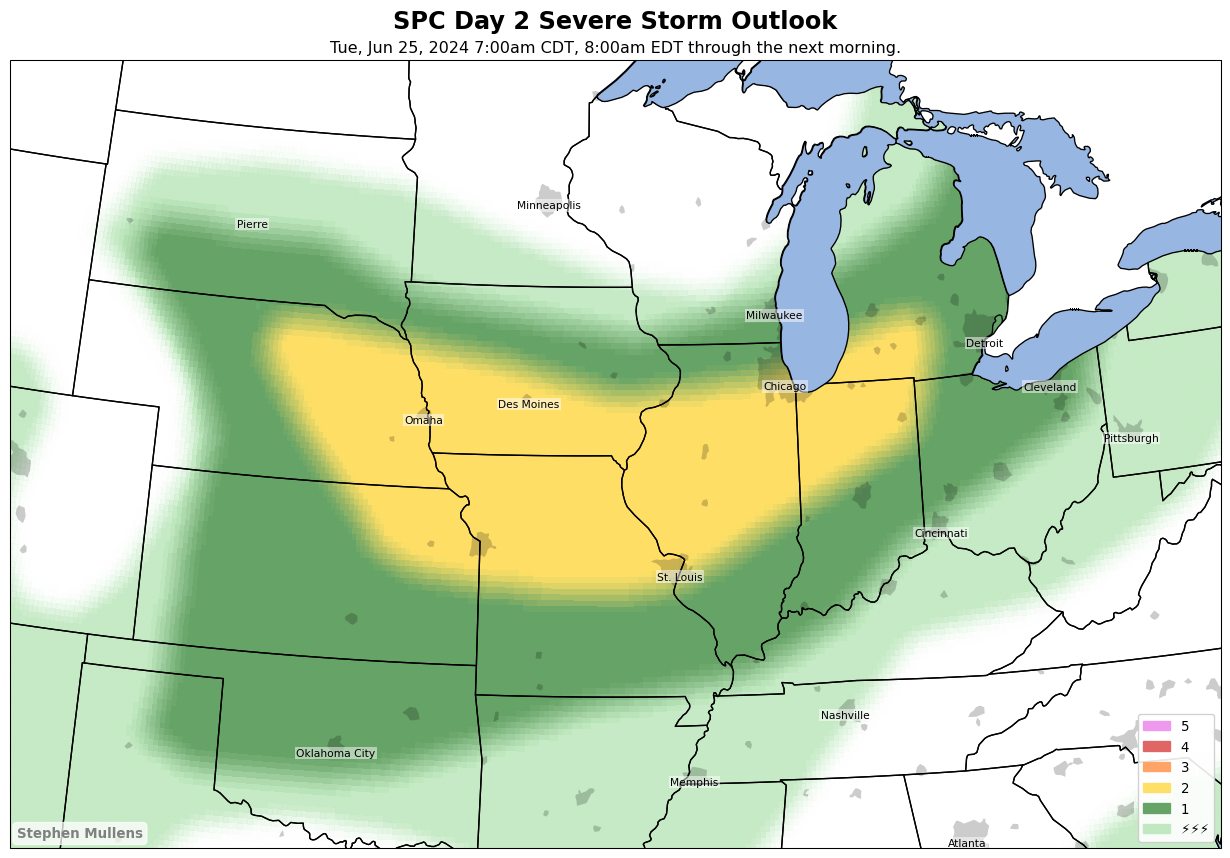 SPC Day 2 Severe Storm Outlook
Tue, Jun 25, 2024 7:00am CDT, 8:00am EDT through the next morning.
Minneapolis
Pierre
Milwaukee
Detroit
Chicago
Cleveland
Des Moines
Omaha
Pittsburgh
Cincinnati
St. Louis
Nashville
Oklahoma City
Memphis
Atlanta
5
4
3
2
1
⚡⚡⚡
Stephen Mullens